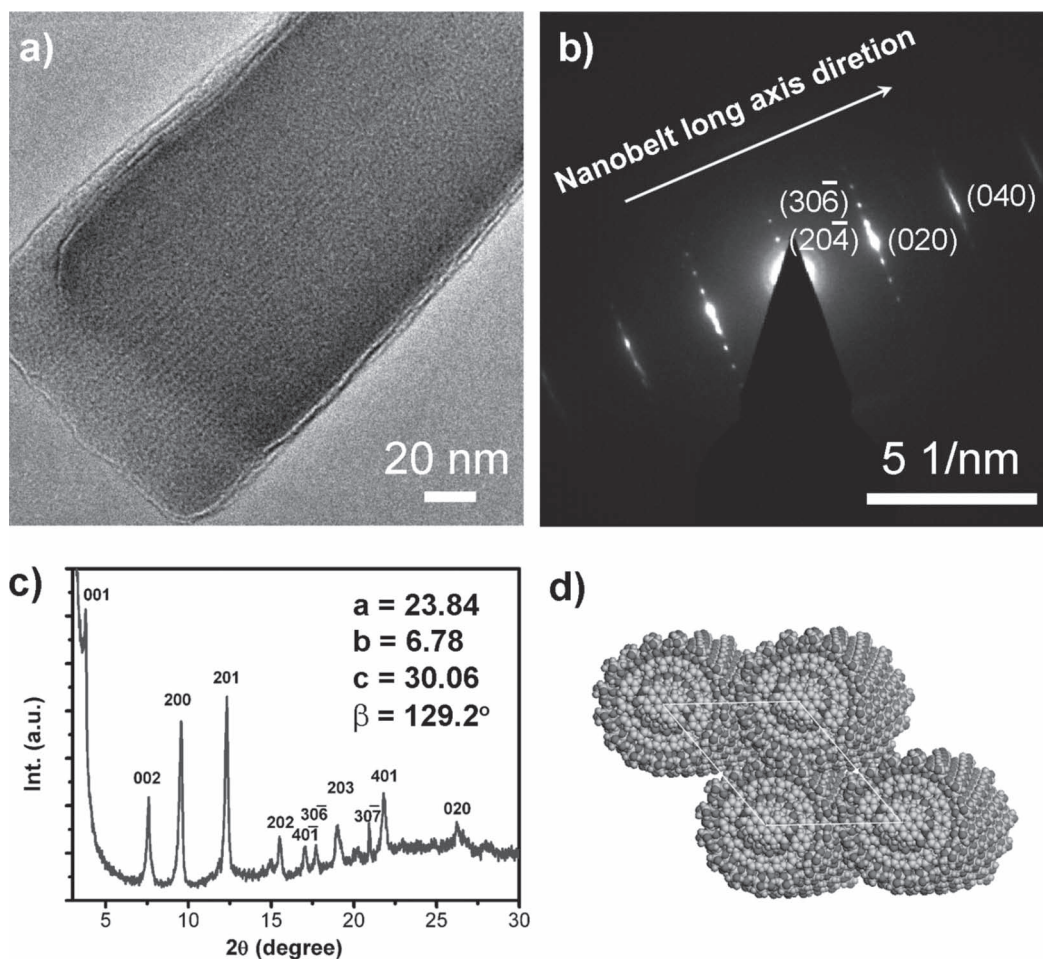 a)
20 nm
b)
Nanobelt long axis diretion
(306̅)
(204̅)
(020)
(040)
5 1/nm
c)
001
002
200
201
202
401̅
306̅
203
307̅
401
020
a = 23.84
b = 6.78
c = 30.06
β = 129.2°
Int. (a.u.)
5 10 15 20 25 30
2θ (degree)
d)